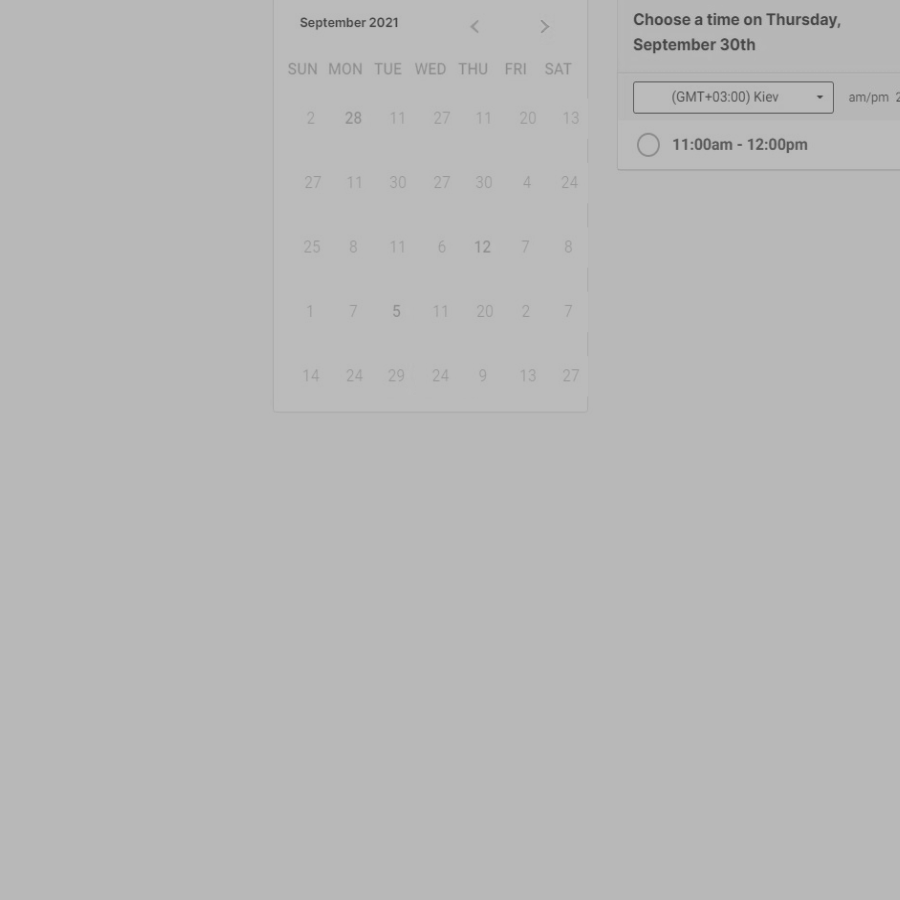 September 2021
SUN MON TUE WED THU FRI SAT
2 28 11 27 11 20 13
27 11 30 27 30 4 24
25 8 11 6 12 7 8
1 7 5 11 20 2 7
14 24 29 24 9 13 27
Choose a time on Thursday,
September 30th
(GMT+03:00) Kiev am/pm 2
11:00am - 12:00pm